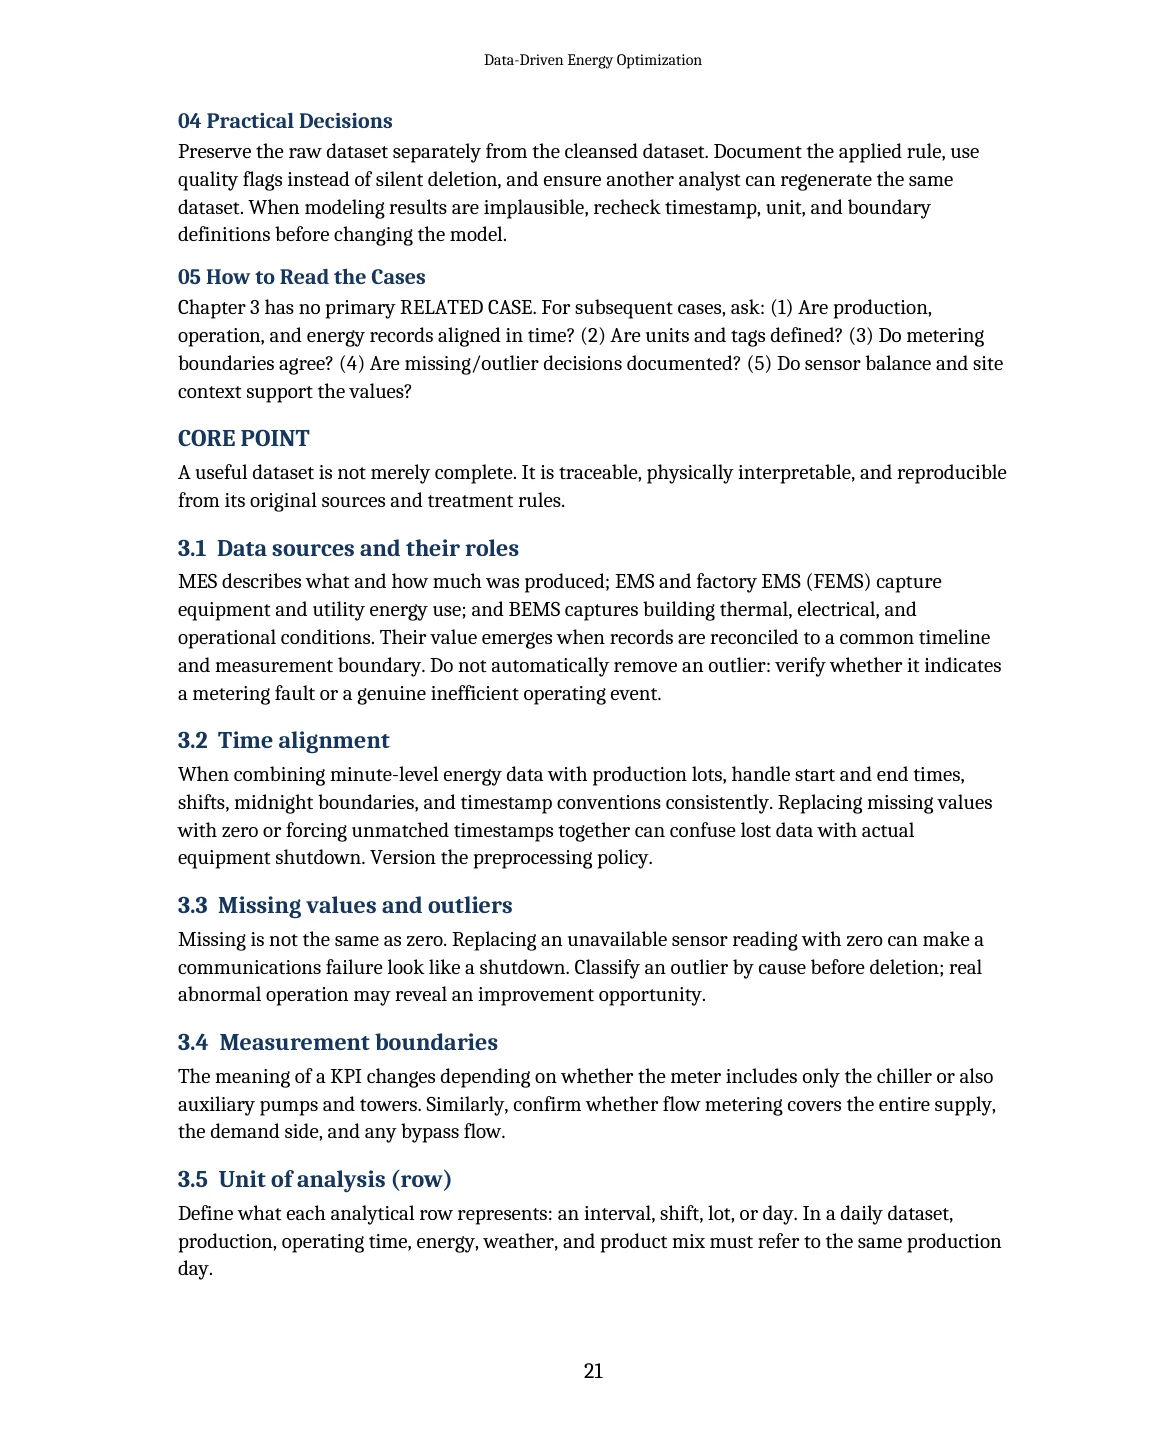 Data-Driven Energy Optimization
04 Practical Decisions
Preserve the raw dataset separately from the cleansed dataset. Document the applied rule, use
quality flags instead of silent deletion, and ensure another analyst can regenerate the same
dataset. When modeling results are implausible, recheck timestamp, unit, and boundary
definitions before changing the model.
05 How to Read the Cases
Chapter 3 has no primary RELATED CASE. For subsequent cases, ask: (1) Are production,
operation, and energy records aligned in time? (2) Are units and tags defined? (3) Do metering
boundaries agree? (4) Are missing/outlier decisions documented? (5) Do sensor balance and site
context support the values?
CORE POINT
A useful dataset is not merely complete. It is traceable, physically interpretable, and reproducible
from its original sources and treatment rules.
3.1 Data sources and their roles
MES describes what and how much was produced; EMS and factory EMS (FEMS) capture
equipment and utility energy use; and BEMS captures building thermal, electrical, and
operational conditions. Their value emerges when records are reconciled to a common timeline
and measurement boundary. Do not automatically remove an outlier: verify whether it indicates
a metering fault or a genuine inefficient operating event.
3.2 Time alignment
When combining minute-level energy data with production lots, handle start and end times,
shifts, midnight boundaries, and timestamp conventions consistently. Replacing missing values
with zero or forcing unmatched timestamps together can confuse lost data with actual
equipment shutdown. Version the preprocessing policy.
3.3 Missing values and outliers
Missing is not the same as zero. Replacing an unavailable sensor reading with zero can make a
communications failure look like a shutdown. Classify an outlier by cause before deletion; real
abnormal operation may reveal an improvement opportunity.
3.4 Measurement boundaries
The meaning of a KPI changes depending on whether the meter includes only the chiller or also
auxiliary pumps and towers. Similarly, confirm whether flow metering covers the entire supply,
the demand side, and any bypass flow.
3.5 Unit of analysis (row)
Define what each analytical row represents: an interval, shift, lot, or day. In a daily dataset,
production, operating time, energy, weather, and product mix must refer to the same production
day.
21